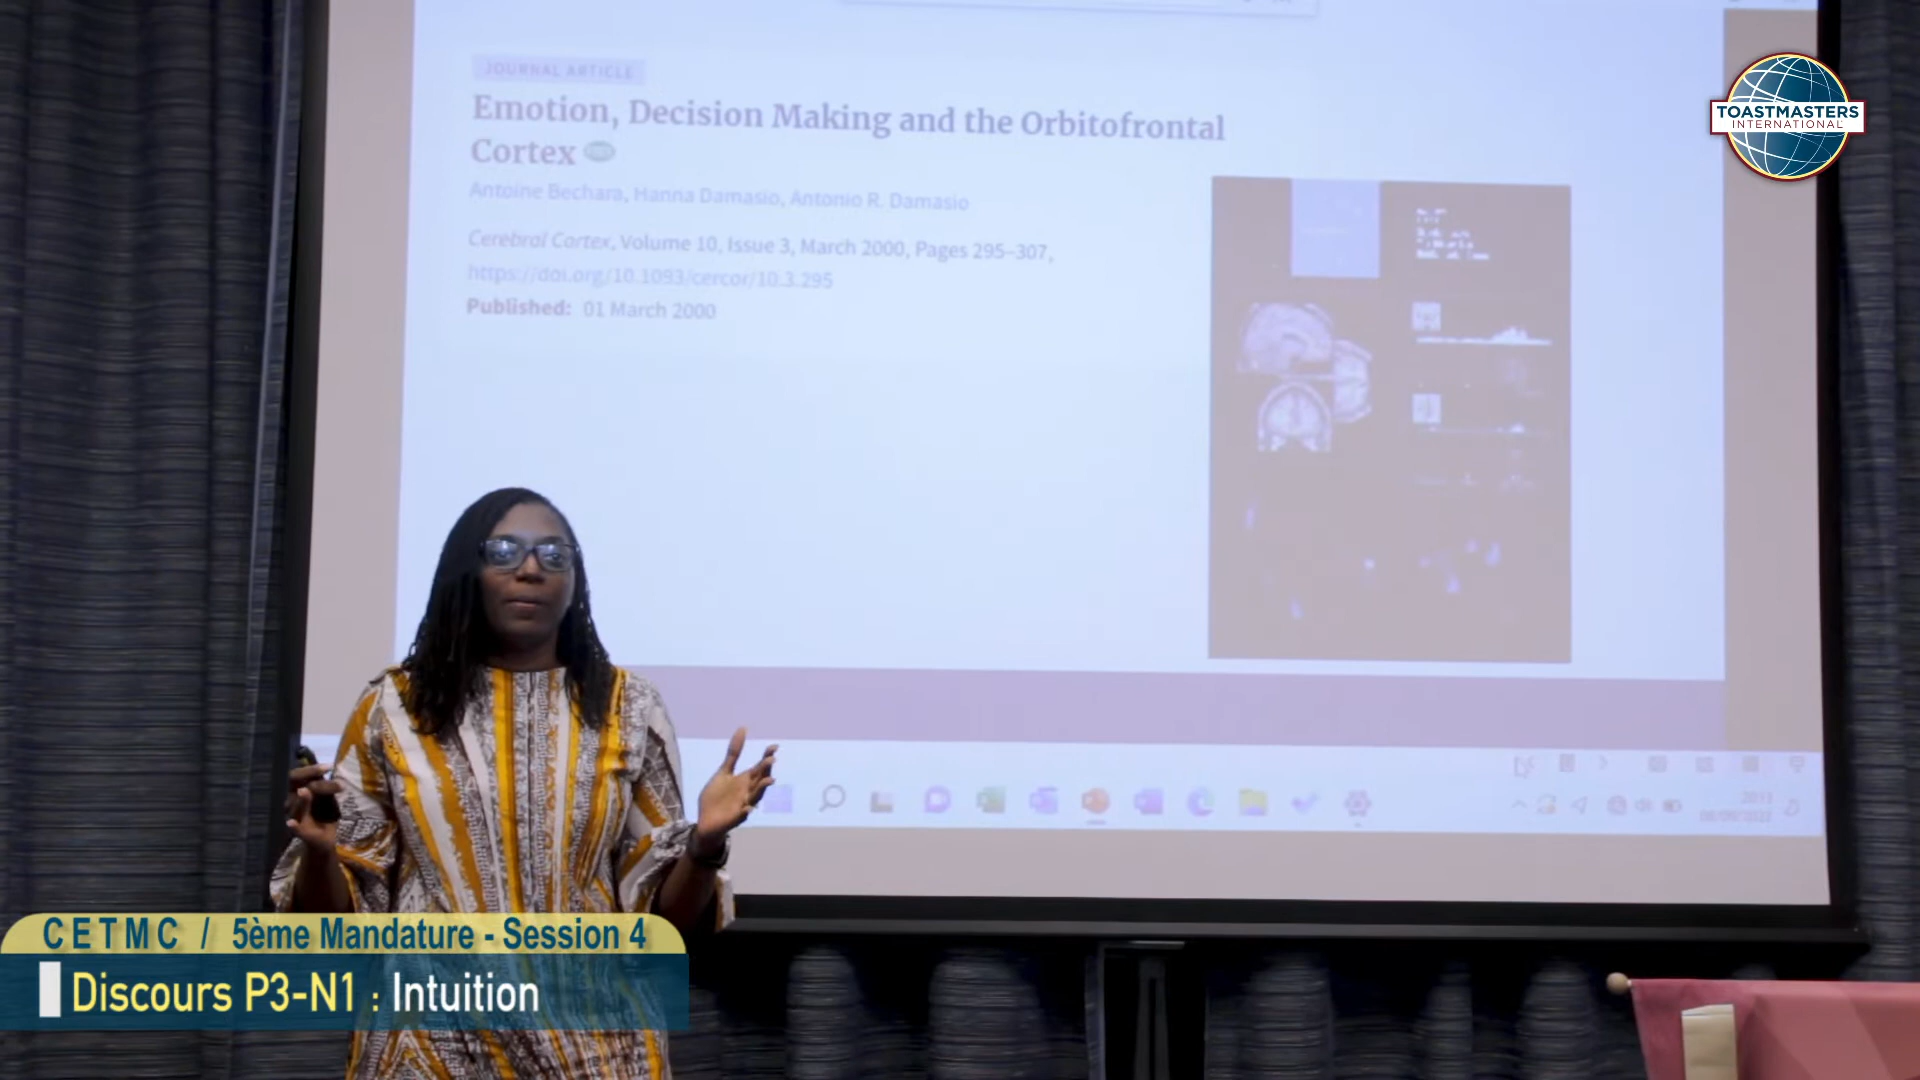 JOURNAL ARTICLE
Emotion, Decision Making and the Orbitofrontal
Cortex
Antoine Bechara, Hanna Damasio, Antonio R. Damasio
Cerebral Cortex, Volume 10, Issue 3, March 2000, Pages 295–307,
https://doi.org/10.1093/cercor/10.3.295
Published: 01 March 2000
TOASTMASTERS
INTERNATIONAL
CETMC / 5ème Mandature - Session 4
Discours P3-N1 : Intuition